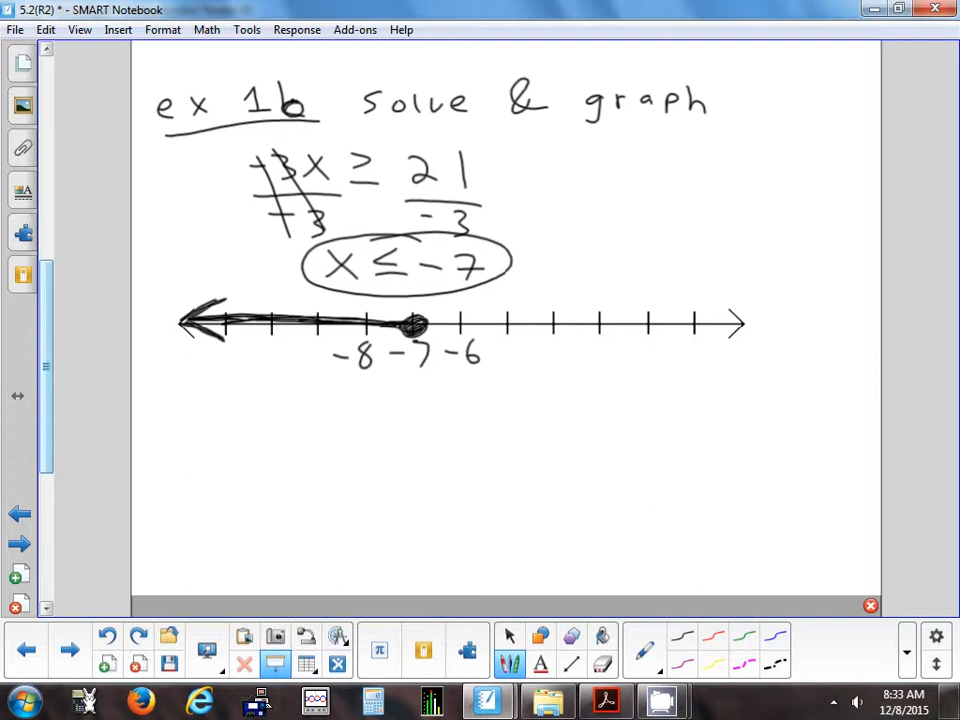 5.2(R2) * - SMART Notebook
File Edit View Insert Format Math Tools Response Add-ons Help
ex 1b solve & graph
-3x ≥ 21
-3 -3
x ≤ -7
-8 -7 -6
8:33 AM
12/8/2015